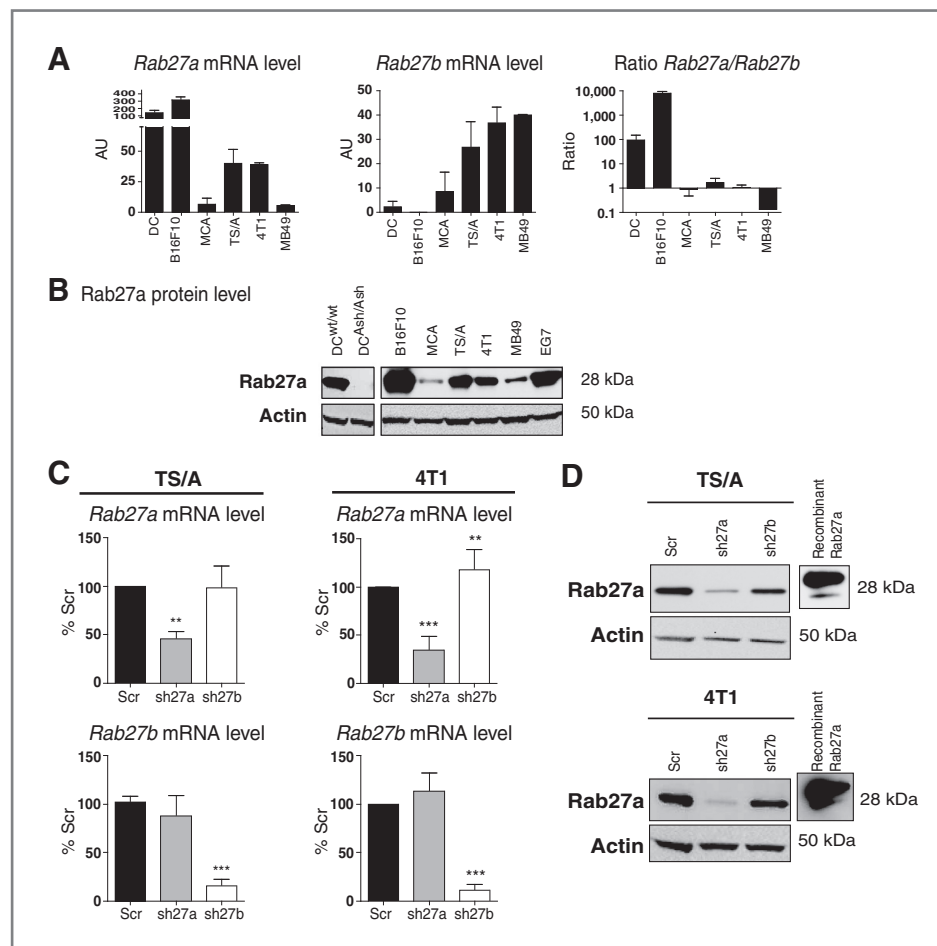 A
Rab27a mRNA level
AU
400
300
200
100
50
25
0
DC
B16F10
MCA
TS/A
4T1
MB49
Rab27b mRNA level
AU
50
40
30
20
10
0
DC
B16F10
MCA
TS/A
4T1
MB49
Ratio Rab27a/Rab27b
Ratio
10,000
1,000
100
10
1
0.1
DC
B16F10
MCA
TS/A
4T1
MB49
B Rab27a protein level
DCwt/wt
DCAsh/Ash
B16F10
MCA
TS/A
4T1
MB49
EG7
Rab27a 28 kDa
Actin 50 kDa
C
TS/A
Rab27a mRNA level
% Scr
150
100
50
0
**
Scr sh27a sh27b
4T1
Rab27a mRNA level
% Scr
150
100
50
0
***
**
Scr sh27a sh27b
Rab27b mRNA level
% Scr
150
100
50
0
***
Scr sh27a sh27b
Rab27b mRNA level
% Scr
150
100
50
0
***
Scr sh27a sh27b
D
TS/A
Scr
sh27a
sh27b
Recombinant
Rab27a
Rab27a 28 kDa
Actin 50 kDa
4T1
Scr
sh27a
sh27b
Recombinant
Rab27a
Rab27a 28 kDa
Actin 50 kDa